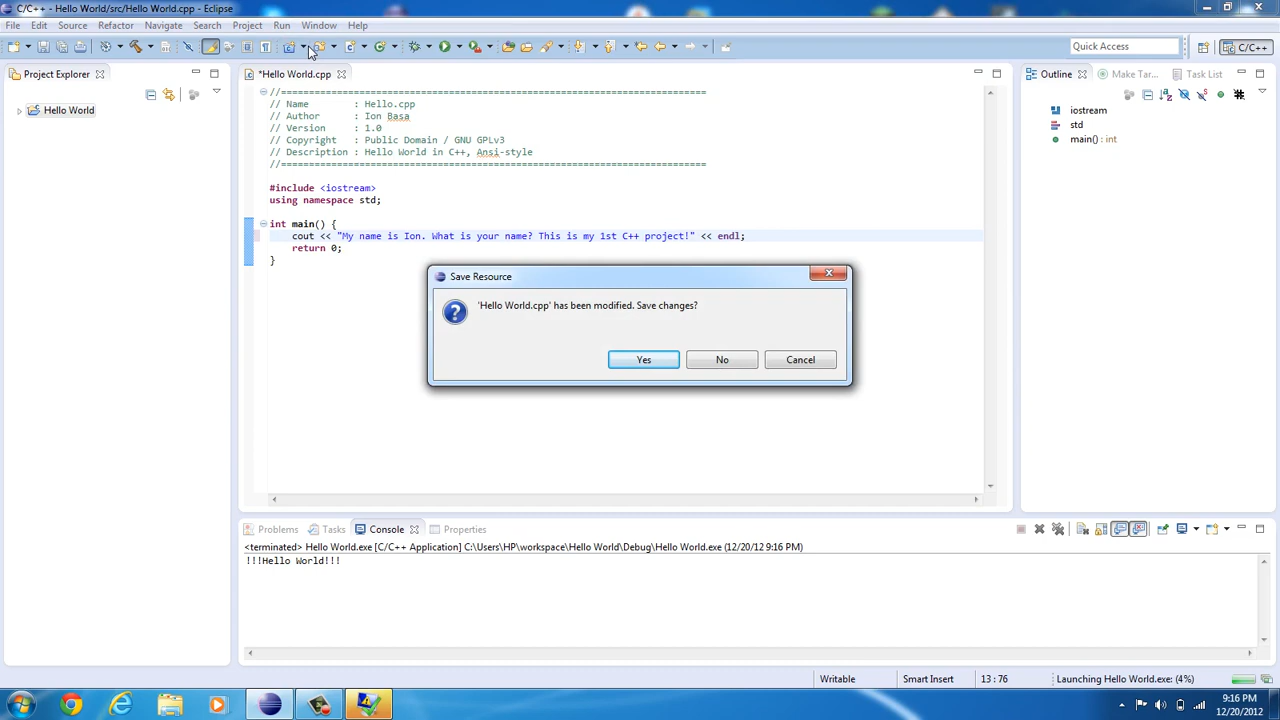 C/C++ - Hello World/src/Hello World.cpp - Eclipse
File Edit Source Refactor Navigate Search Project Run Window Help
Quick Access
C/C++
Project Explorer
Hello World
*Hello World.cpp
//========================================================================
// Name        : Hello.cpp
// Author      : Ion Basa
// Version     : 1.0
// Copyright   : Public Domain / GNU GPLv3
// Description : Hello World in C++, Ansi-style
//========================================================================
#include <iostream>
using namespace std;
int main() {
cout << "My name is Ion. What is your name? This is my 1st C++ project!" << endl;
return 0;
}
Outline Make Tar... Task List
iostream
std
main() : int
Save Resource
'Hello World.cpp' has been modified. Save changes?
Yes No Cancel
Problems Tasks Console Properties
<terminated> Hello World.exe [C/C++ Application] C:\Users\HP\workspace\Hello World\Debug\Hello World.exe (12/20/12 9:16 PM)
!!!Hello World!!!
Writable Smart Insert 13 : 76 Launching Hello World.exe: (4%)
9:16 PM
12/20/2012